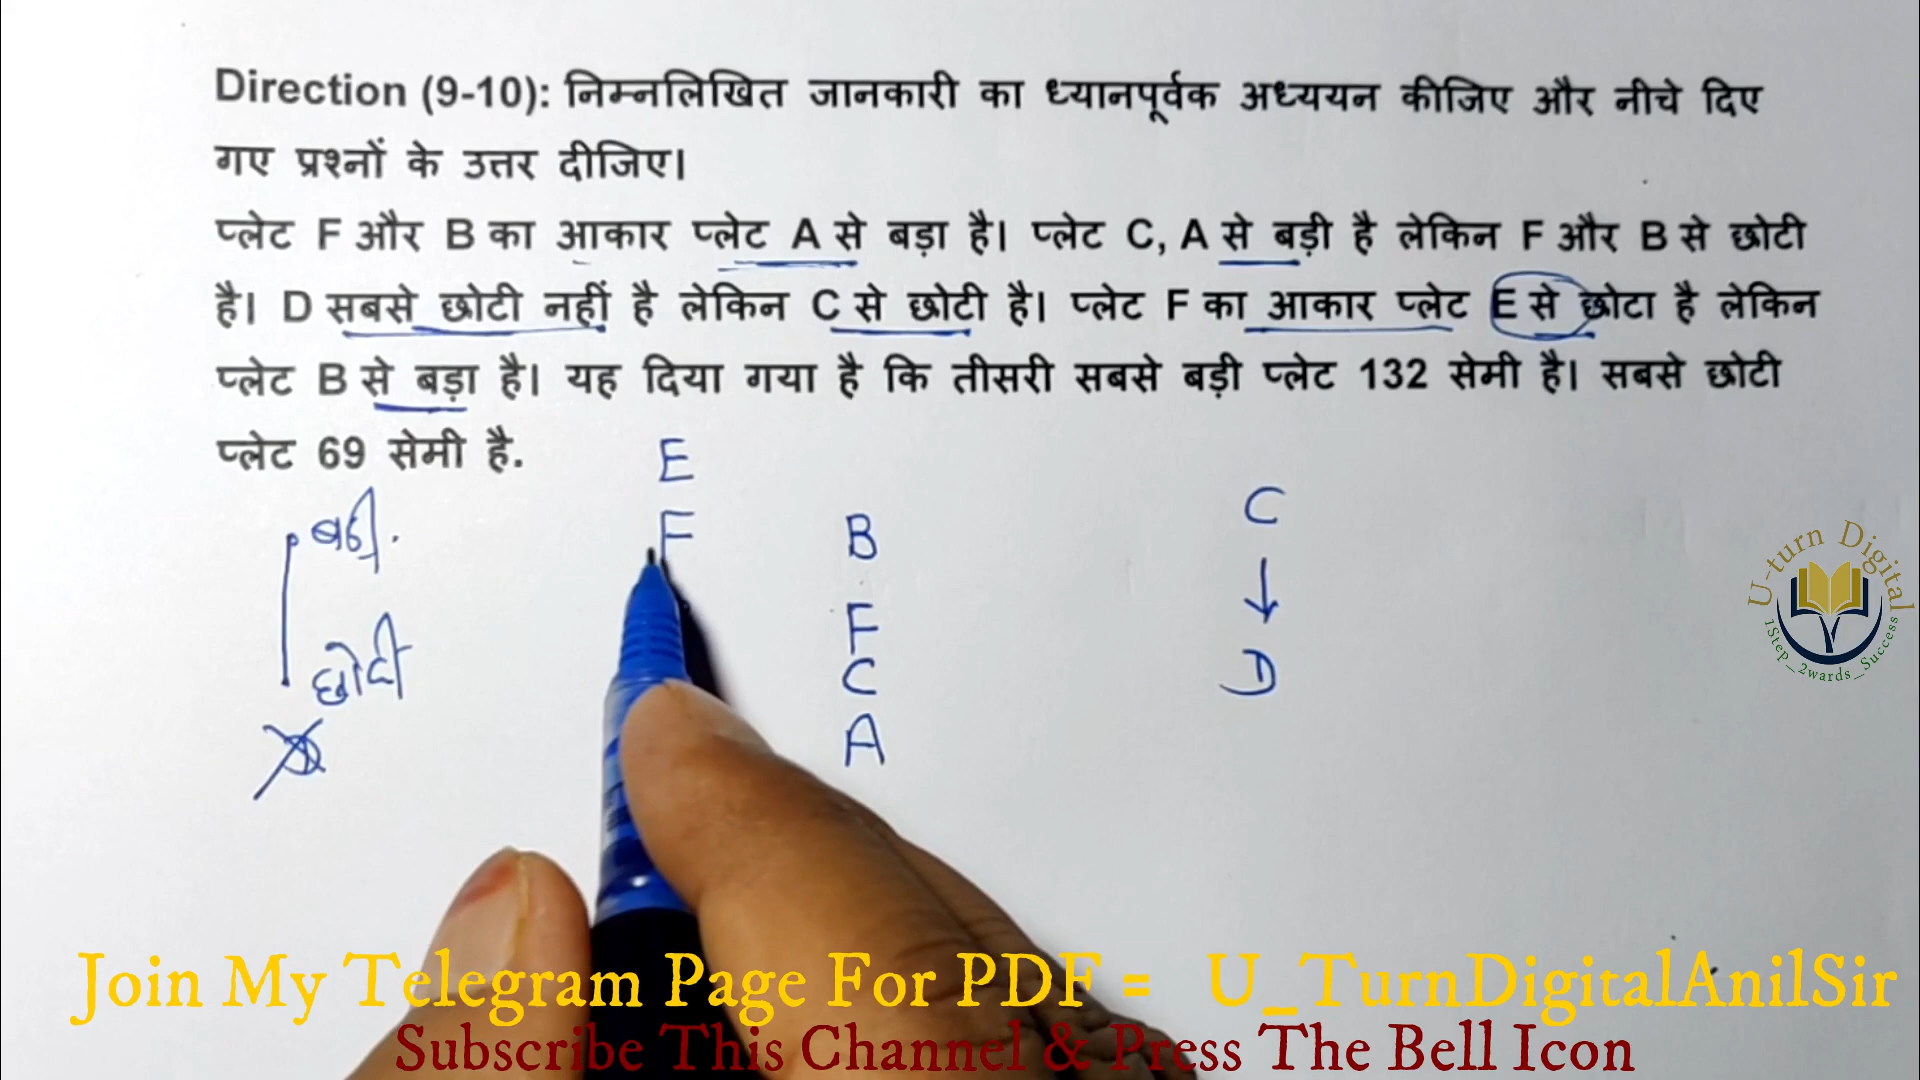 Direction (9-10): निम्नलिखित जानकारी का ध्यानपूर्वक अध्ययन कीजिए और नीचे दिए
गए प्रश्नों के उत्तर दीजिए।
प्लेट F और B का आकार प्लेट A से बड़ा है। प्लेट C, A से बड़ी है लेकिन F और B से छोटी
है। D सबसे छोटी नहीं है लेकिन C से छोटी है। प्लेट F का आकार प्लेट E से छोटा है लेकिन
प्लेट B से बड़ा है। यह दिया गया है कि तीसरी सबसे बड़ी प्लेट 132 सेमी है। सबसे छोटी
प्लेट 69 सेमी है.
E
F
B
F
C
A
C
D
बड़ी.
छोटी
U-turn Digital
1Step_2wards_Success
Join My Telegram Page For PDF = U_TurnDigitalAnilSir
Subscribe This Channel & Press The Bell Icon